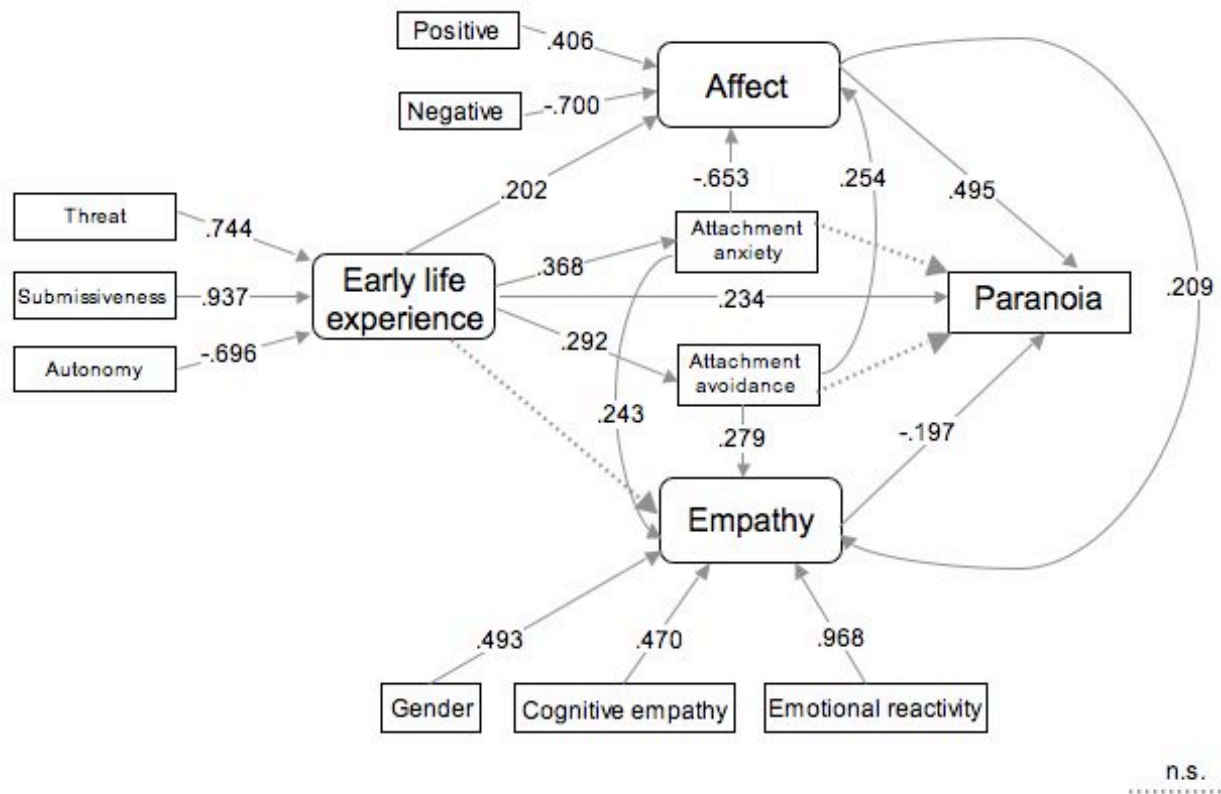 Positive
.406
Affect
Negative
-.700
.202
-.653
.254
.495
Threat
.744
Attachment
anxiety
Early life
experience
.368
Submissiveness
.937
.234
Paranoia
.209
Autonomy
-.696
.292
Attachment
avoidance
.243
.279
-.197
Empathy
.493
.470
.968
Gender
Cognitive empathy
Emotional reactivity
n.s.